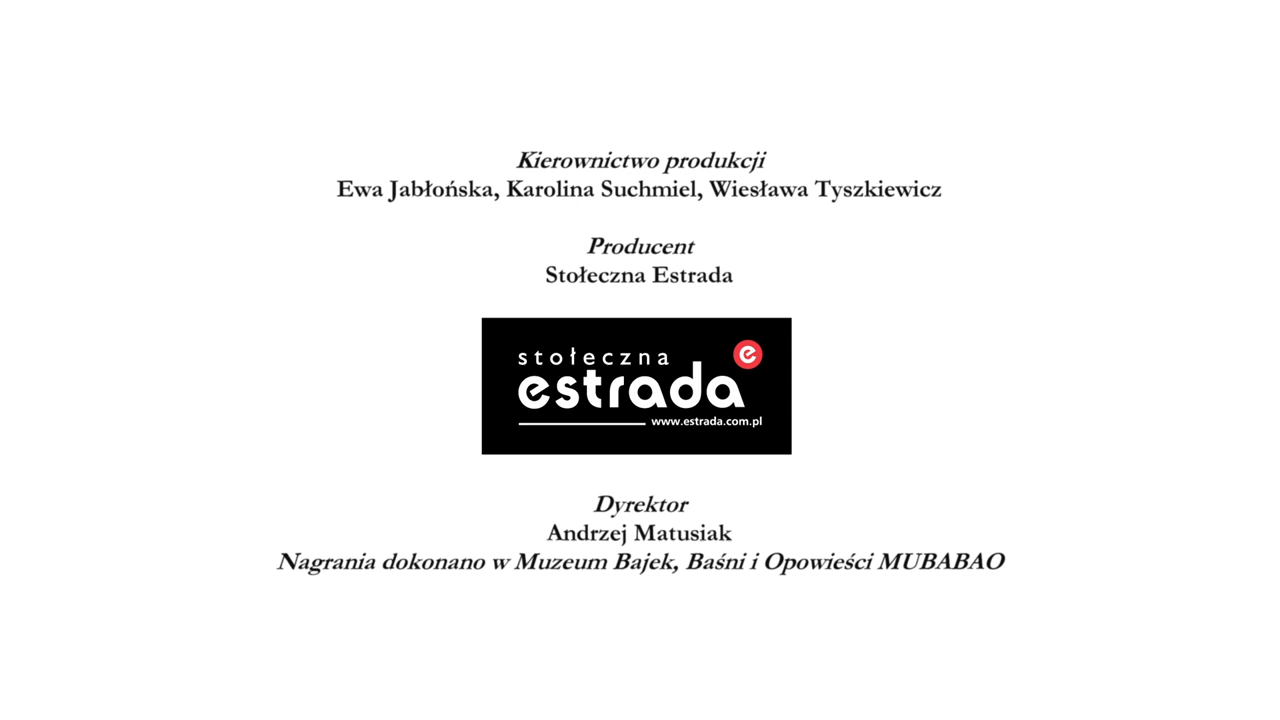 Kierownictwo produkcji
Ewa Jabłońska, Karolina Suchmiel, Wiesława Tyszkiewicz
Producent
Stołeczna Estrada
stołeczna e
estrada
www.estrada.com.pl
Dyrektor
Andrzej Matusiak
Nagrania dokonano w Muzeum Bajek, Baśni i Opowieści MUBABAO